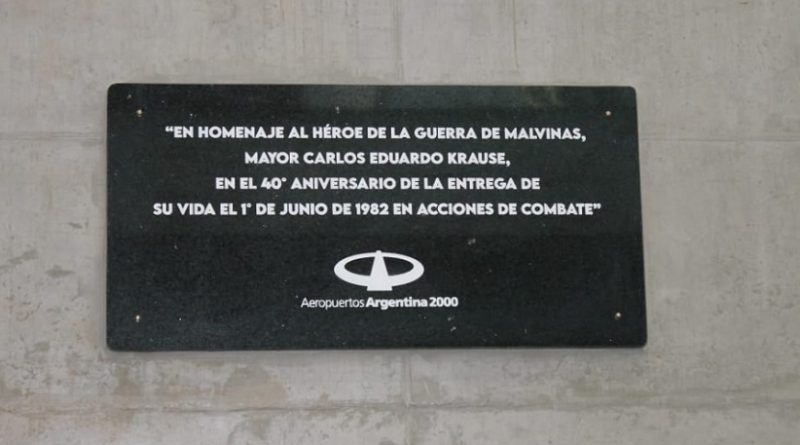 “EN HOMENAJE AL HÉROE DE LA GUERRA DE MALVINAS,
MAYOR CARLOS EDUARDO KRAUSE,
EN EL 40° ANIVERSARIO DE LA ENTREGA DE
SU VIDA EL 1° DE JUNIO DE 1982 EN ACCIONES DE COMBATE”
Aeropuertos Argentina 2000